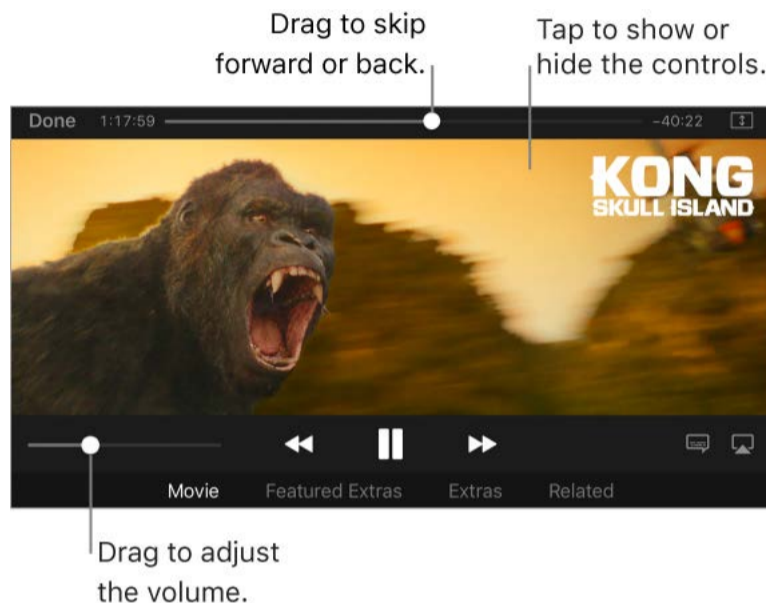 Drag to skip
forward or back.
Tap to show or
hide the controls.
Done 1:17:59 -40:22
KONG
SKULL ISLAND
Movie Featured Extras Extras Related
Drag to adjust
the volume.